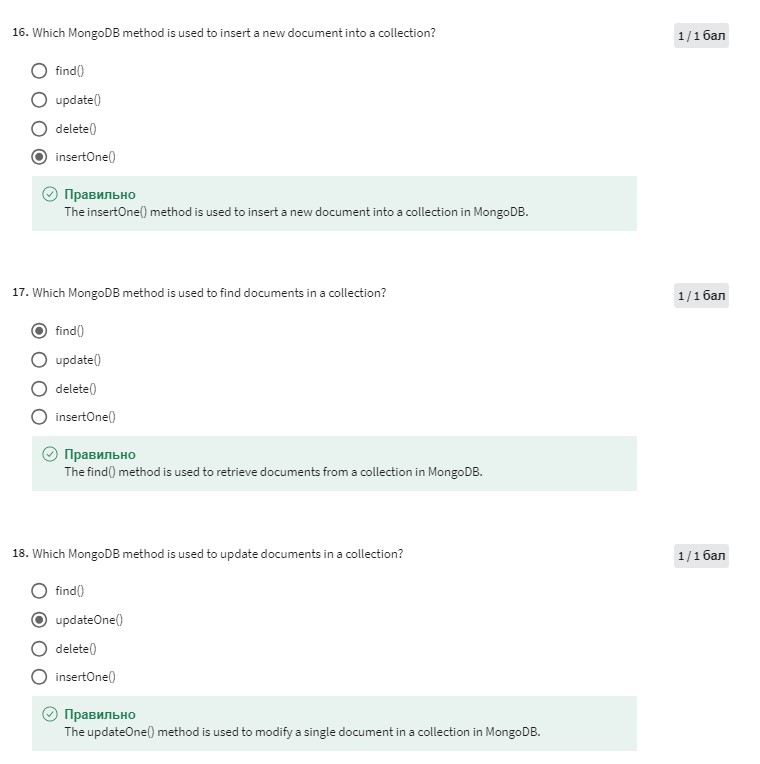 16. Which MongoDB method is used to insert a new document into a collection?
1 / 1 бал
find()
update()
delete()
insertOne()
Правильно
The insertOne() method is used to insert a new document into a collection in MongoDB.
17. Which MongoDB method is used to find documents in a collection?
1 / 1 бал
find()
update()
delete()
insertOne()
Правильно
The find() method is used to retrieve documents from a collection in MongoDB.
18. Which MongoDB method is used to update documents in a collection?
1 / 1 бал
find()
updateOne()
delete()
insertOne()
Правильно
The updateOne() method is used to modify a single document in a collection in MongoDB.